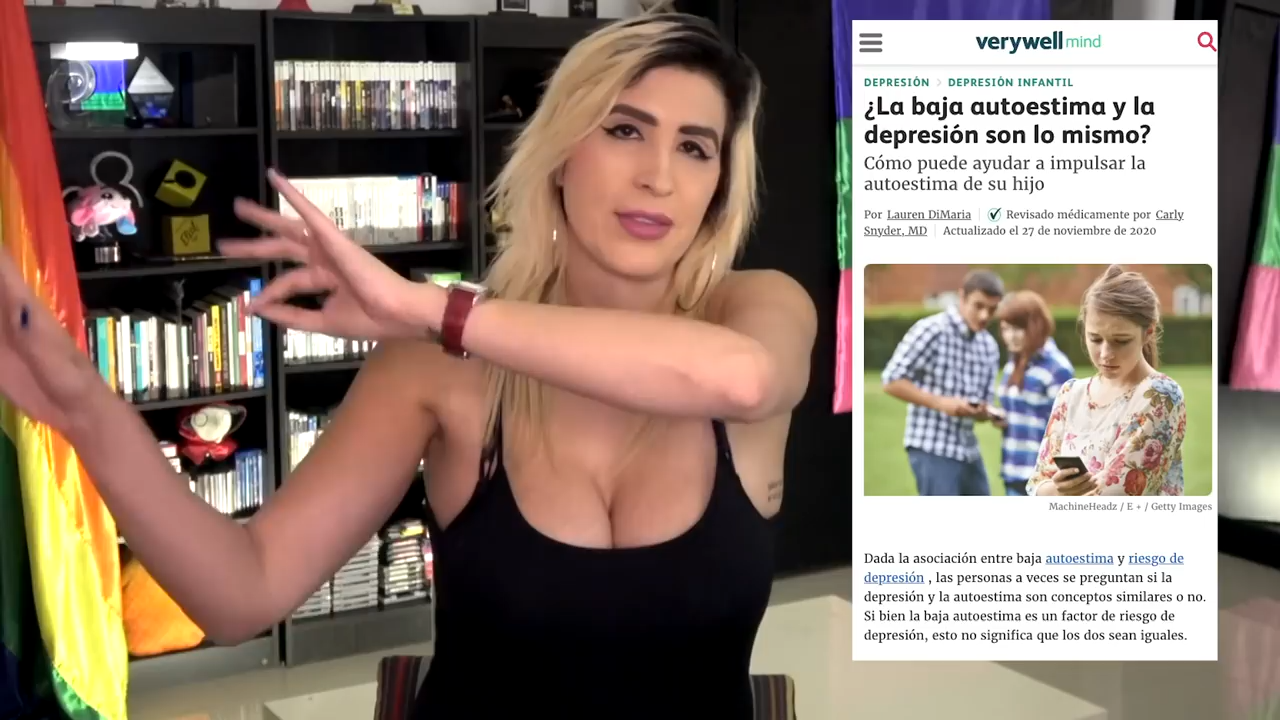 verywell mind
DEPRESIÓN > DEPRESIÓN INFANTIL
¿La baja autoestima y la
depresión son lo mismo?
Cómo puede ayudar a impulsar la
autoestima de su hijo
Por Lauren DiMaria | Revisado médicamente por Carly
Snyder, MD | Actualizado el 27 de noviembre de 2020
MachineHeadz / E + / Getty Images
Dada la asociación entre baja autoestima y riesgo de
depresión , las personas a veces se preguntan si la
depresión y la autoestima son conceptos similares o no.
Si bien la baja autoestima es un factor de riesgo de
depresión, esto no significa que los dos sean iguales.